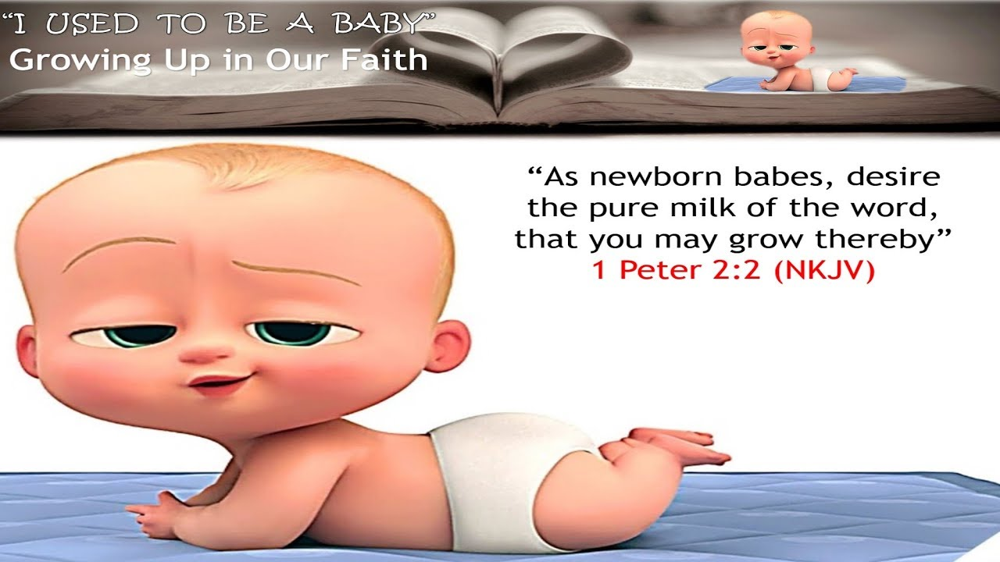 “I USED TO BE A BABY”
Growing Up in Our Faith
“As newborn babes, desire
the pure milk of the word,
that you may grow thereby”
1 Peter 2:2 (NKJV)